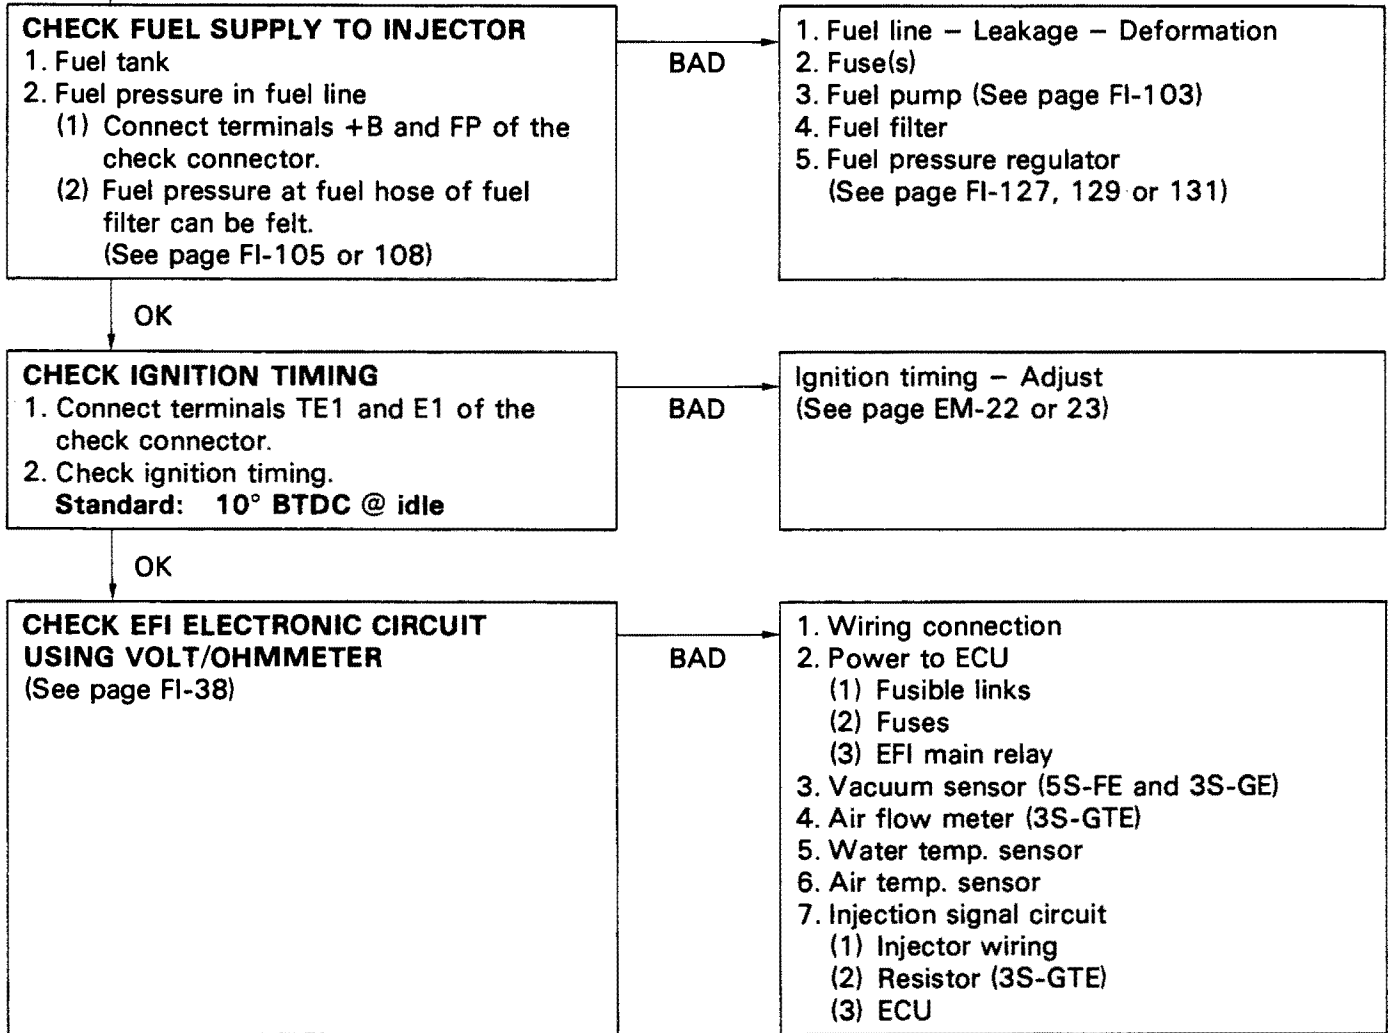 CHECK FUEL SUPPLY TO INJECTOR
1. Fuel tank
2. Fuel pressure in fuel line
(1) Connect terminals +B and FP of the
check connector.
(2) Fuel pressure at fuel hose of fuel
filter can be felt.
(See page FI-105 or 108)
BAD
1. Fuel line – Leakage – Deformation
2. Fuse(s)
3. Fuel pump (See page FI-103)
4. Fuel filter
5. Fuel pressure regulator
(See page FI-127, 129 or 131)
OK
CHECK IGNITION TIMING
1. Connect terminals TE1 and E1 of the
check connector.
2. Check ignition timing.
Standard: 10° BTDC @ idle
BAD
Ignition timing – Adjust
(See page EM-22 or 23)
OK
CHECK EFI ELECTRONIC CIRCUIT
USING VOLT/OHMMETER
(See page FI-38)
BAD
1. Wiring connection
2. Power to ECU
(1) Fusible links
(2) Fuses
(3) EFI main relay
3. Vacuum sensor (5S-FE and 3S-GE)
4. Air flow meter (3S-GTE)
5. Water temp. sensor
6. Air temp. sensor
7. Injection signal circuit
(1) Injector wiring
(2) Resistor (3S-GTE)
(3) ECU